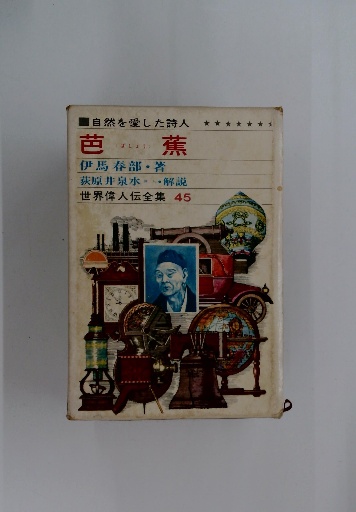 ■自然を愛した詩人 ★★★★★★★
芭蕉
伊馬春部・著
荻原井泉水・・解説
世界偉人伝全集 45